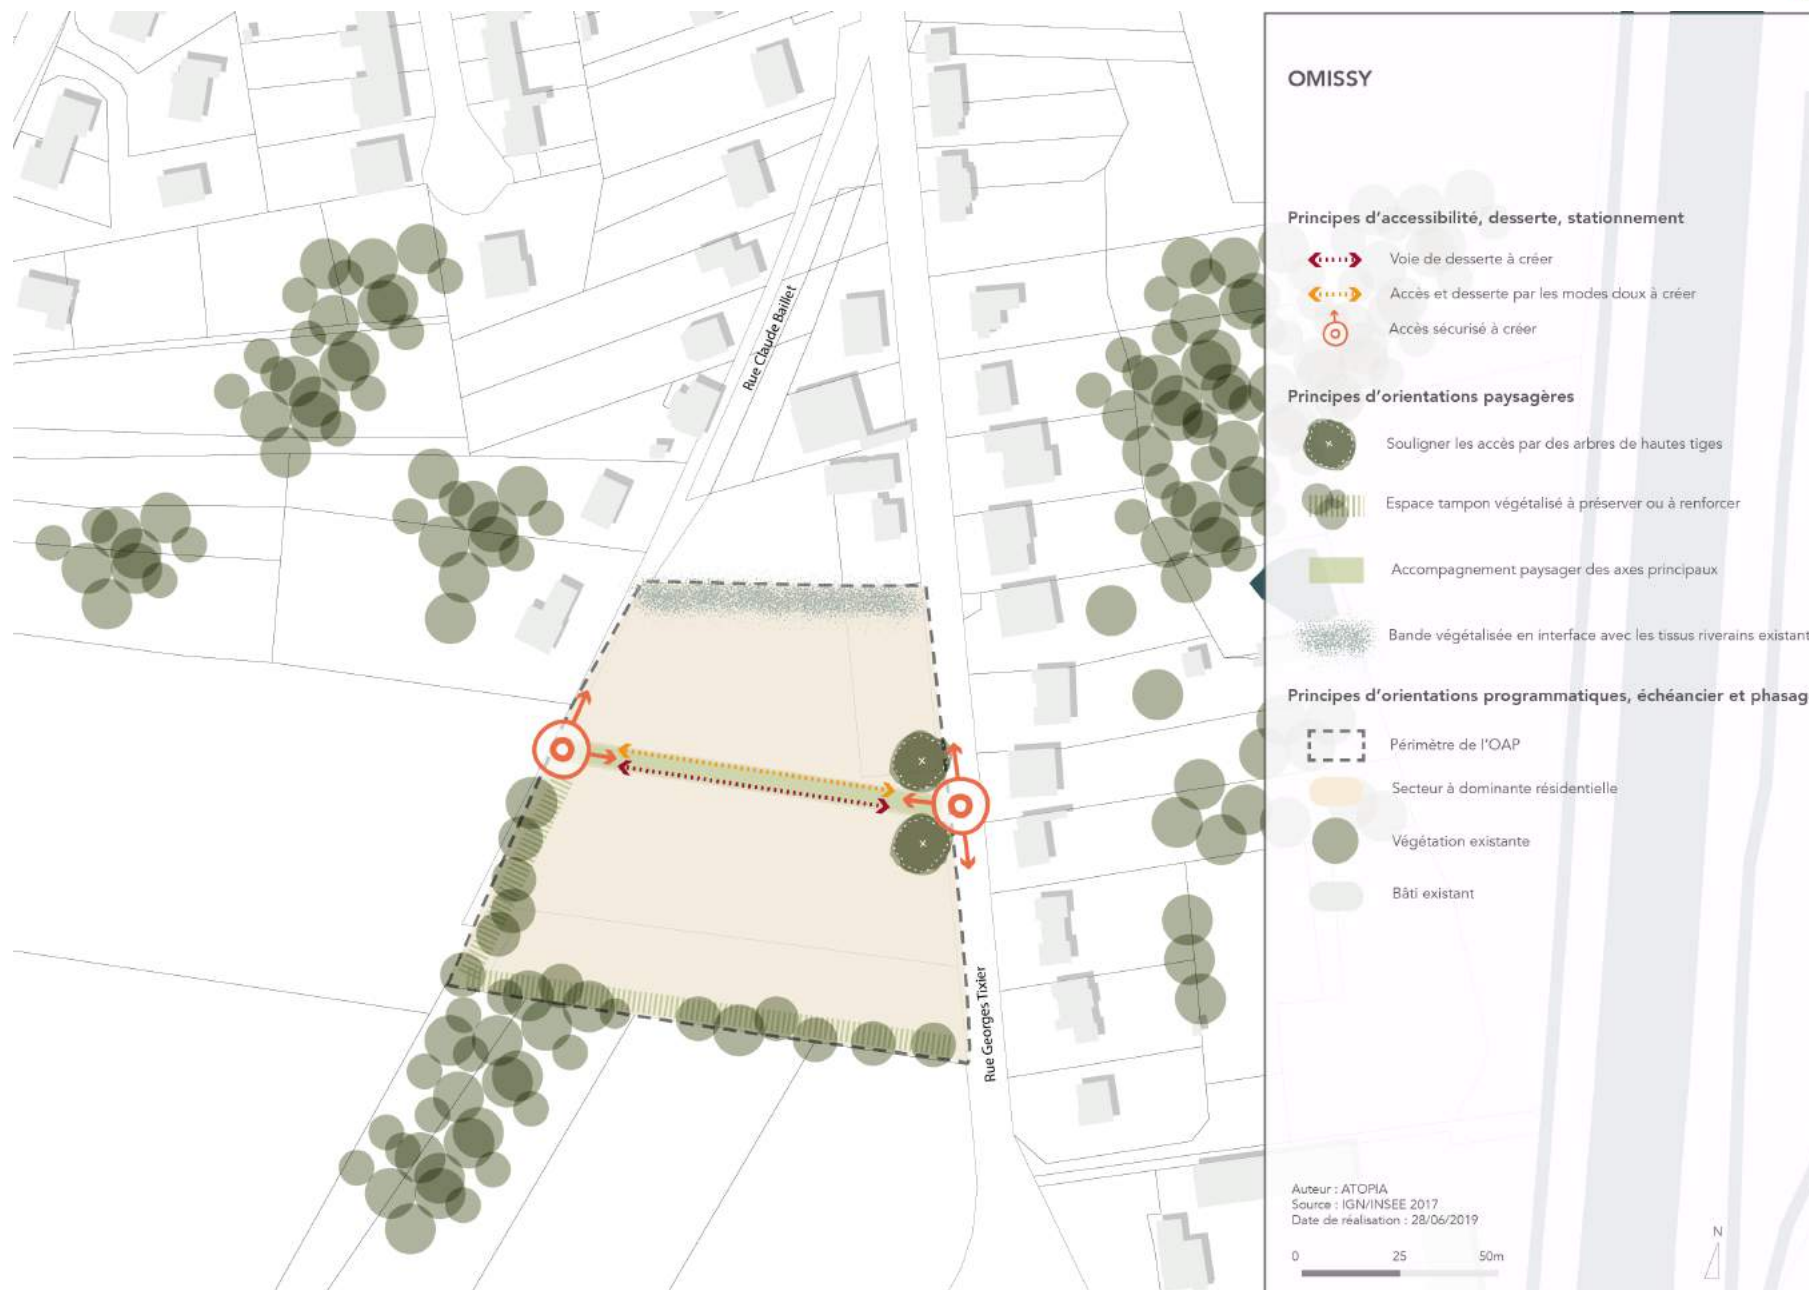 OMISSY
Principes d'accessibilité, desserte, stationnement
Voie de desserte à créer
Accès et desserte par les modes doux à créer
Accès sécurisé à créer
Principes d'orientations paysagères
Souligner les accès par des arbres de hautes tiges
Espace tampon végétalisé à préserver ou à renforcer
Accompagnement paysager des axes principaux
Bande végétalisée en interface avec les tissus riverains existant
Principes d'orientations programmatiques, échéancier et phasag
Périmètre de l'OAP
Secteur à dominante résidentielle
Végétation existante
Bâti existant
Rue Claude Baillet
Rue Georges Tixier
Auteur : ATOPIA
Source : IGN/INSEE 2017
Date de réalisation : 28/06/2019
0 25 50m
N